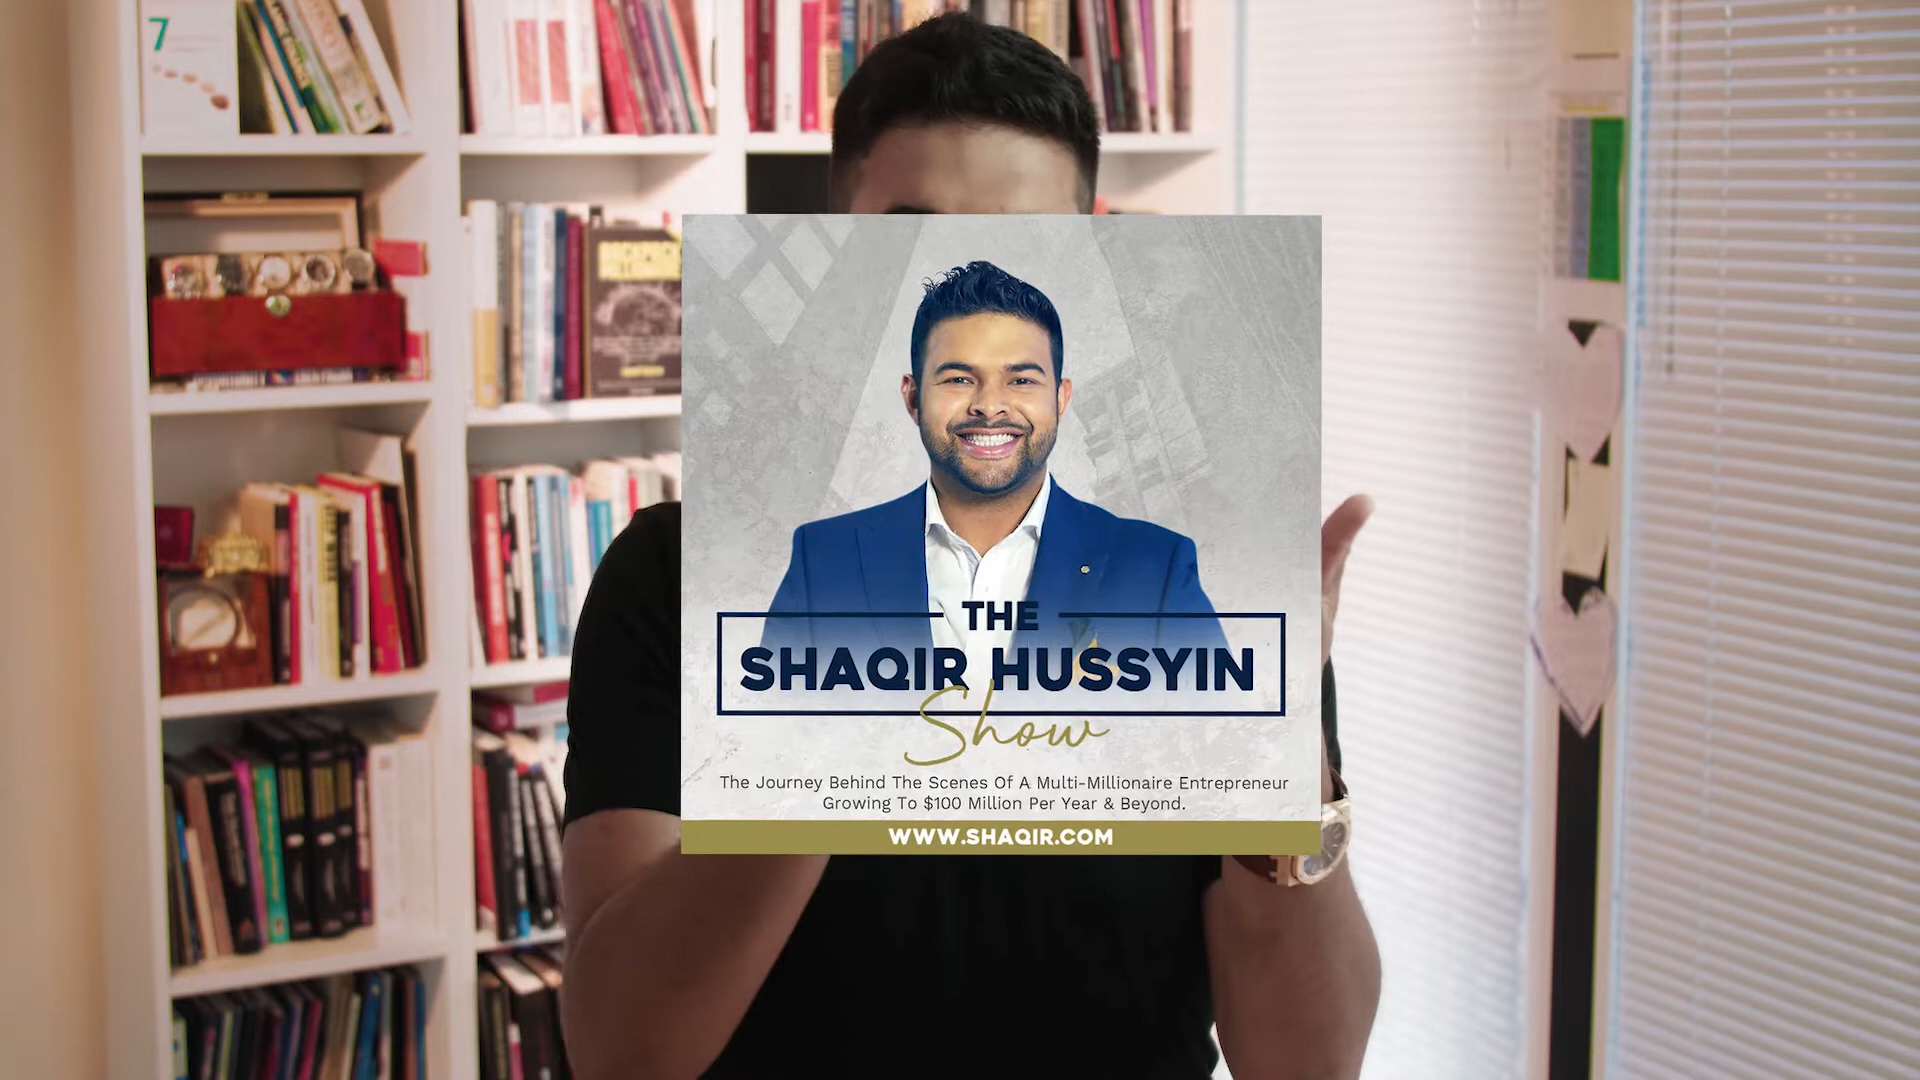 7
THE
SHAQIR HUSSYIN
Show
The Journey Behind The Scenes Of A Multi-Millionaire Entrepreneur
Growing To $100 Million Per Year & Beyond.
WWW.SHAQIR.COM